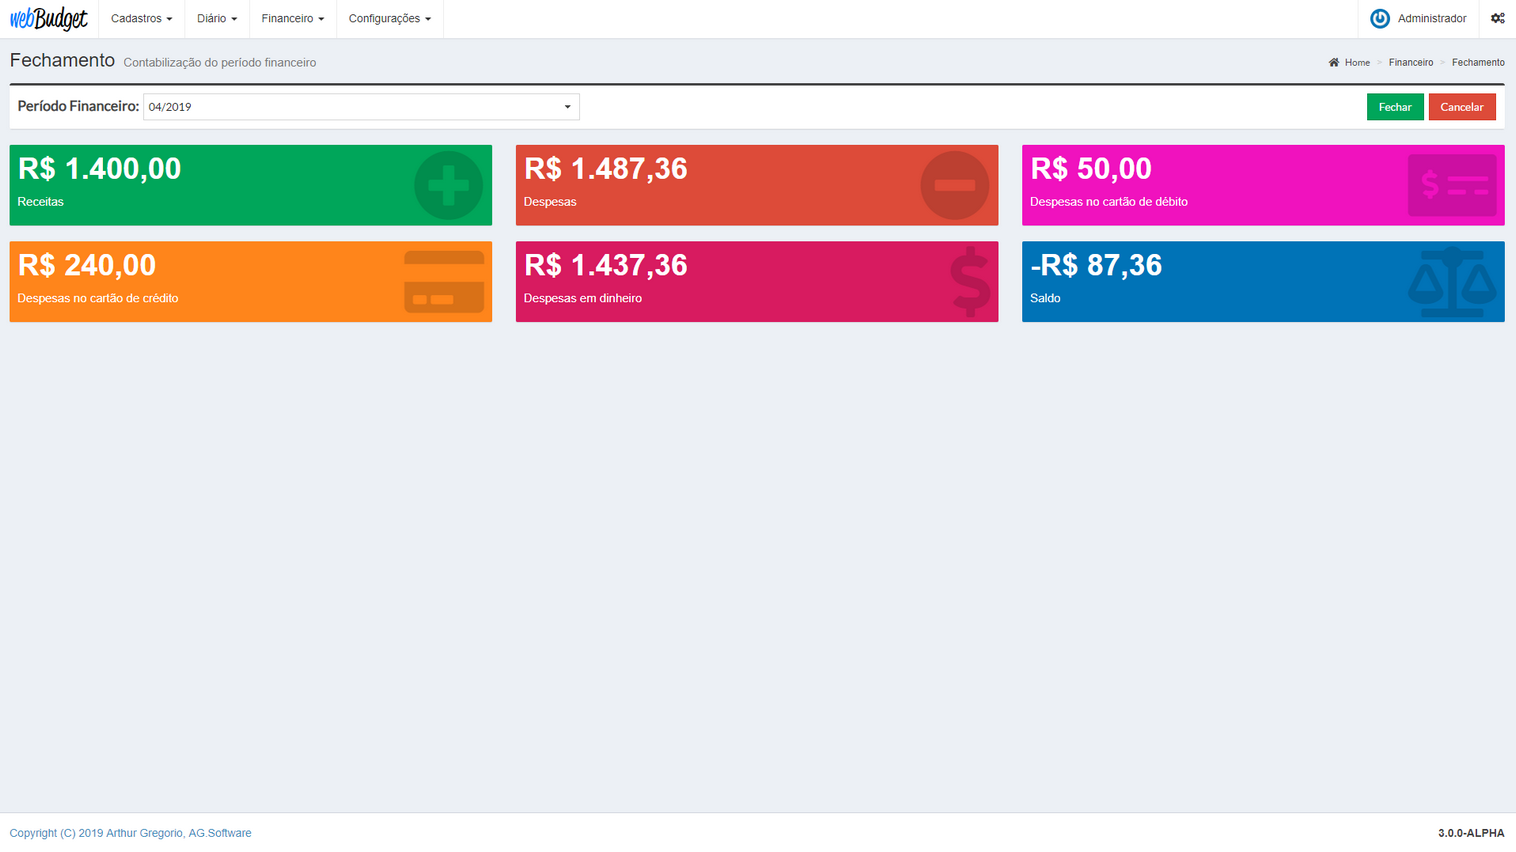 webBudget Cadastros Diário Financeiro Configurações Administrador
Fechamento Contabilização do período financeiro Home > Financeiro > Fechamento
Período Financeiro: 04/2019 Fechar Cancelar
R$ 1.400,00
Receitas
R$ 1.487,36
Despesas
R$ 50,00
Despesas no cartão de débito
R$ 240,00
Despesas no cartão de crédito
R$ 1.437,36
Despesas em dinheiro
-R$ 87,36
Saldo
Copyright (C) 2019 Arthur Gregorio, AG.Software 3.0.0-ALPHA